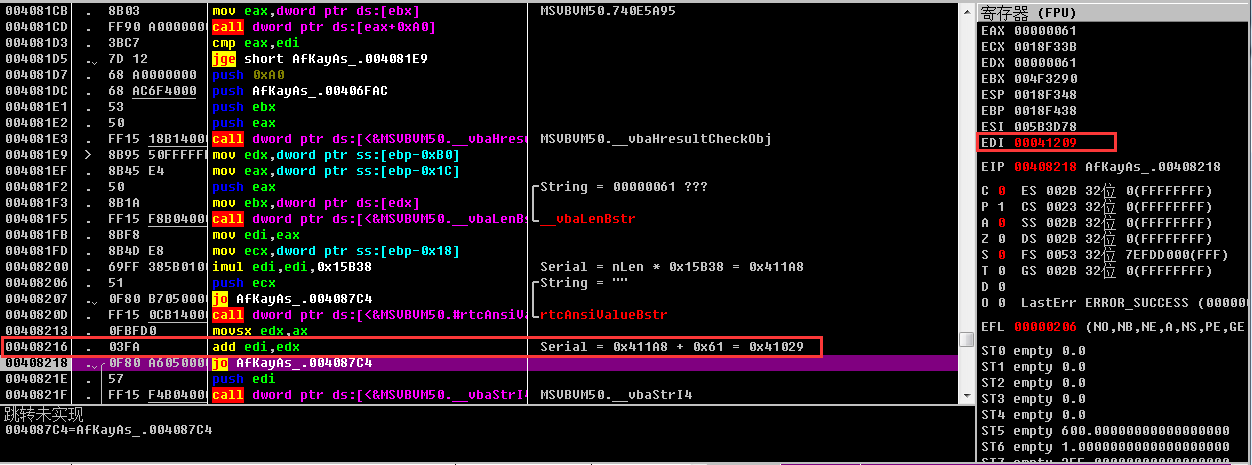 004081CB  .  8B03  mov eax,dword ptr ds:[ebx]  MSVBVM50.740E5A95
004081CD  .  FF90 A0000000  call dword ptr ds:[eax+0xA0]
004081D3  .  3BC7  cmp eax,edi
004081D5  .  7D 12  jge short AfKayAs_.004081E9
004081D7  .  68 A0000000  push 0xA0
004081DC  .  68 AC6F4000  push AfKayAs_.00406FAC
004081E1  .  53  push ebx
004081E2  .  50  push eax
004081E3  .  FF15 18B14000  call dword ptr ds:[<&MSVBVM50.__vbaHres  MSVBVM50.__vbaHresultCheckObj
004081E9  >  8B95 50FFFFFF  mov edx,dword ptr ss:[ebp-0xB0]
004081EF  .  8B45 E4  mov eax,dword ptr ss:[ebp-0x1C]
004081F2  .  50  push eax  String = 00000061 ???
004081F3  .  8B1A  mov ebx,dword ptr ds:[edx]
004081F5  .  FF15 F8B04000  call dword ptr ds:[<&MSVBVM50.__vbaLenBs  __vbaLenBstr
004081FB  .  8BF8  mov edi,eax
004081FD  .  8B4D E8  mov ecx,dword ptr ss:[ebp-0x18]
00408200  .  69FF 385B0100  imul edi,edi,0x15B38  Serial = nLen * 0x15B38 = 0x411A8
00408206  .  51  push ecx  String = ""
00408207  .  0F80 B7050000  jo AfKayAs_.004087C4
0040820D  .  FF15 0CB14000  call dword ptr ds:[<&MSVBVM50.#rtcAnsiVa  rtcAnsiValueBstr
00408213  .  0FBFD0  movsx edx,ax
00408216  .  03FA  add edi,edx  Serial = 0x411A8 + 0x61 = 0x41029
00408218  .  0F80 A6050000  jo AfKayAs_.004087C4
0040821E  .  57  push edi
0040821F  .  FF15 F4B04000  call dword ptr ds:[<&MSVBVM50.__vbaStrI4  MSVBVM50.__vbaStrI4
跳转未实现
004087C4=AfKayAs_.004087C4
寄存器 (FPU)
EAX 00000061
ECX 0018F33B
EDX 00000061
EBX 004F3290
ESP 0018F348
EBP 0018F438
ESI 005B3D78
EDI 00041209
EIP 00408218 AfKayAs_.00408218
C 0  ES 002B 32位 0(FFFFFFFF)
P 1  CS 0023 32位 0(FFFFFFFF)
A 0  SS 002B 32位 0(FFFFFFFF)
Z 0  DS 002B 32位 0(FFFFFFFF)
S 0  FS 0053 32位 7EFDD000(FFF)
T 0  GS 002B 32位 0(FFFFFFFF)
D 0
O 0  LastErr ERROR_SUCCESS (000000
EFL 00000206 (NO,NB,NE,A,NS,PE,GE
ST0 empty 0.0
ST1 empty 0.0
ST2 empty 0.0
ST3 empty 0.0
ST4 empty 0.0
ST5 empty 600.00000000000000000
ST6 empty 1.0000000000000000000